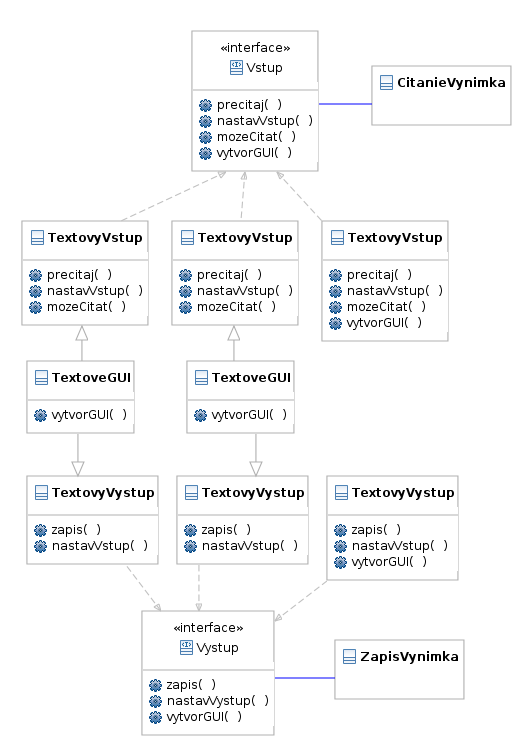 «interface»
Vstup
precitaj(  )
nastavVstup(  )
mozeCitat(  )
vytvorGUI(  )
CitanieVynimka
TextovyVstup
precitaj(  )
nastavVstup(  )
mozeCitat(  )
TextovyVstup
precitaj(  )
nastavVstup(  )
mozeCitat(  )
TextovyVstup
precitaj(  )
nastavVstup(  )
mozeCitat(  )
vytvorGUI(  )
TextoveGUI
vytvorGUI(  )
TextoveGUI
vytvorGUI(  )
TextovyVystup
zapis(  )
nastavVstup(  )
TextovyVystup
zapis(  )
nastavVstup(  )
TextovyVystup
zapis(  )
nastavVstup(  )
vytvorGUI(  )
«interface»
Vystup
zapis(  )
nastavVystup(  )
vytvorGUI(  )
ZapisVynimka